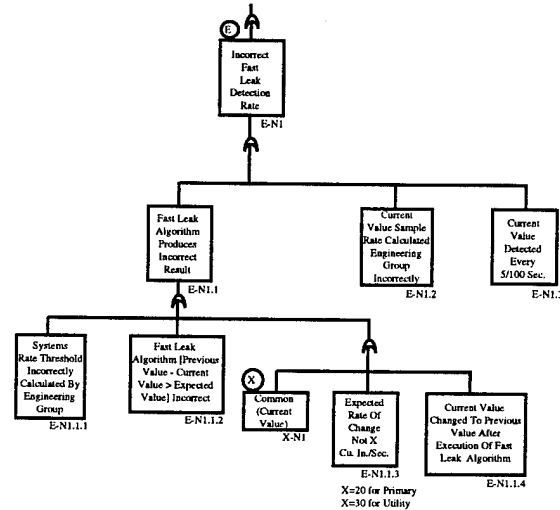 E
Incorrect
Fast
Leak
Detection
Rate
E-N1
Fast Leak
Algorithm
Produces
Incorrect
Result
E-N1.1
Current
Value Sample
Rate Calculated
Engineering
Group
Incorrectly
E-N1.2
Current
Value
Detected
Every
5/100 Sec.
E-N1.3
Systems
Rate Threshold
Incorrectly
Calculated By
Engineering
Group
E-N1.1.1
Fast Leak
Algorithm [Previous
Value - Current
Value > Expected
Value] Incorrect
E-N1.1.2
X
Common
(Current
Value)
X-N1
Expected
Rate Of
Change
Not X
Cu. In./Sec.
E-N1.1.3
X=20 for Primary
X=30 for Utility
Current Value
Changed To Previous
Value After
Execution Of Fast
Leak Algorithm
E-N1.1.4